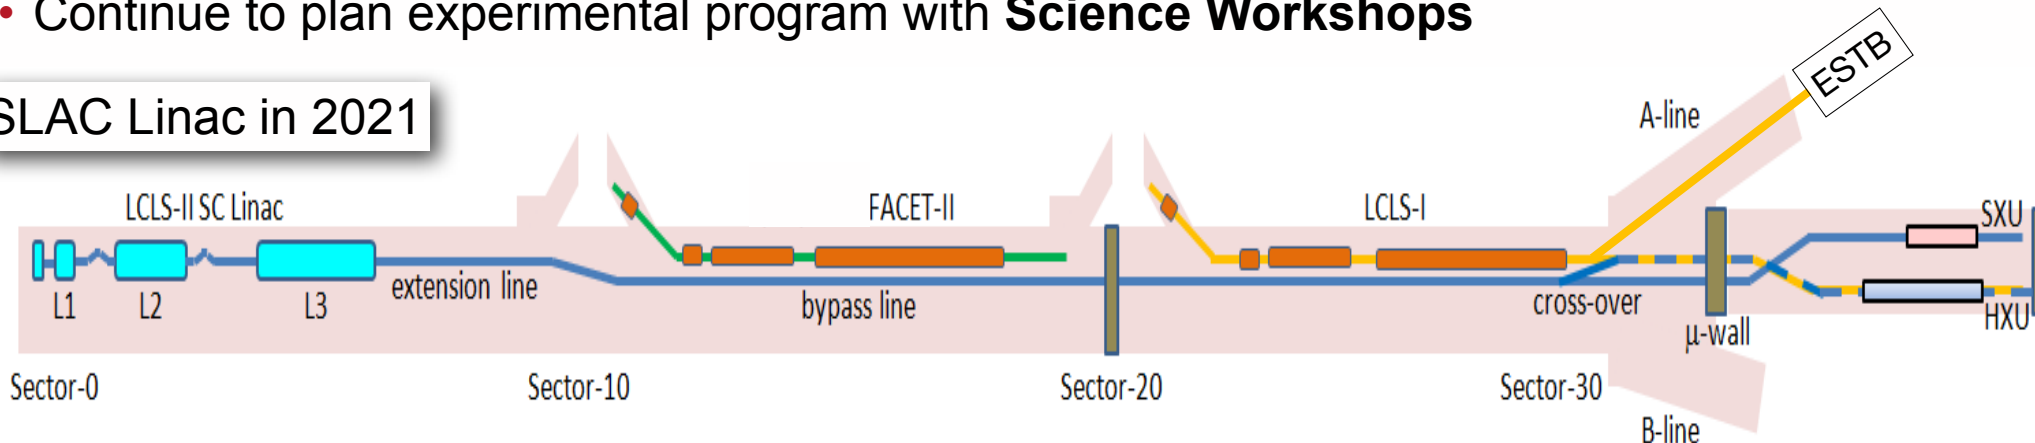 • Continue to plan experimental program with Science Workshops
SLAC Linac in 2021
ESTB
A-line
LCLS-II SC Linac
FACET-II
LCLS-I
SXU
L1
L2
L3
extension line
bypass line
cross-over
μ-wall
HXU
Sector-0
Sector-10
Sector-20
Sector-30
B-line